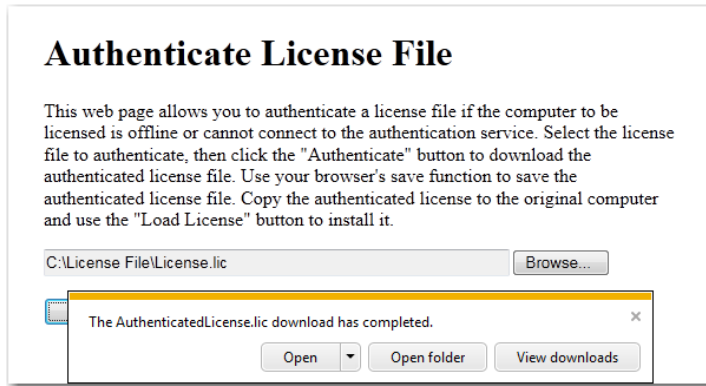 Authenticate License File
This web page allows you to authenticate a license file if the computer to be
licensed is offline or cannot connect to the authentication service. Select the license
file to authenticate, then click the "Authenticate" button to download the
authenticated license file. Use your browser's save function to save the
authenticated license file. Copy the authenticated license to the original computer
and use the "Load License" button to install it.
C:\License File\License.lic Browse...
The AuthenticatedLicense.lic download has completed. ×
Open Open folder View downloads